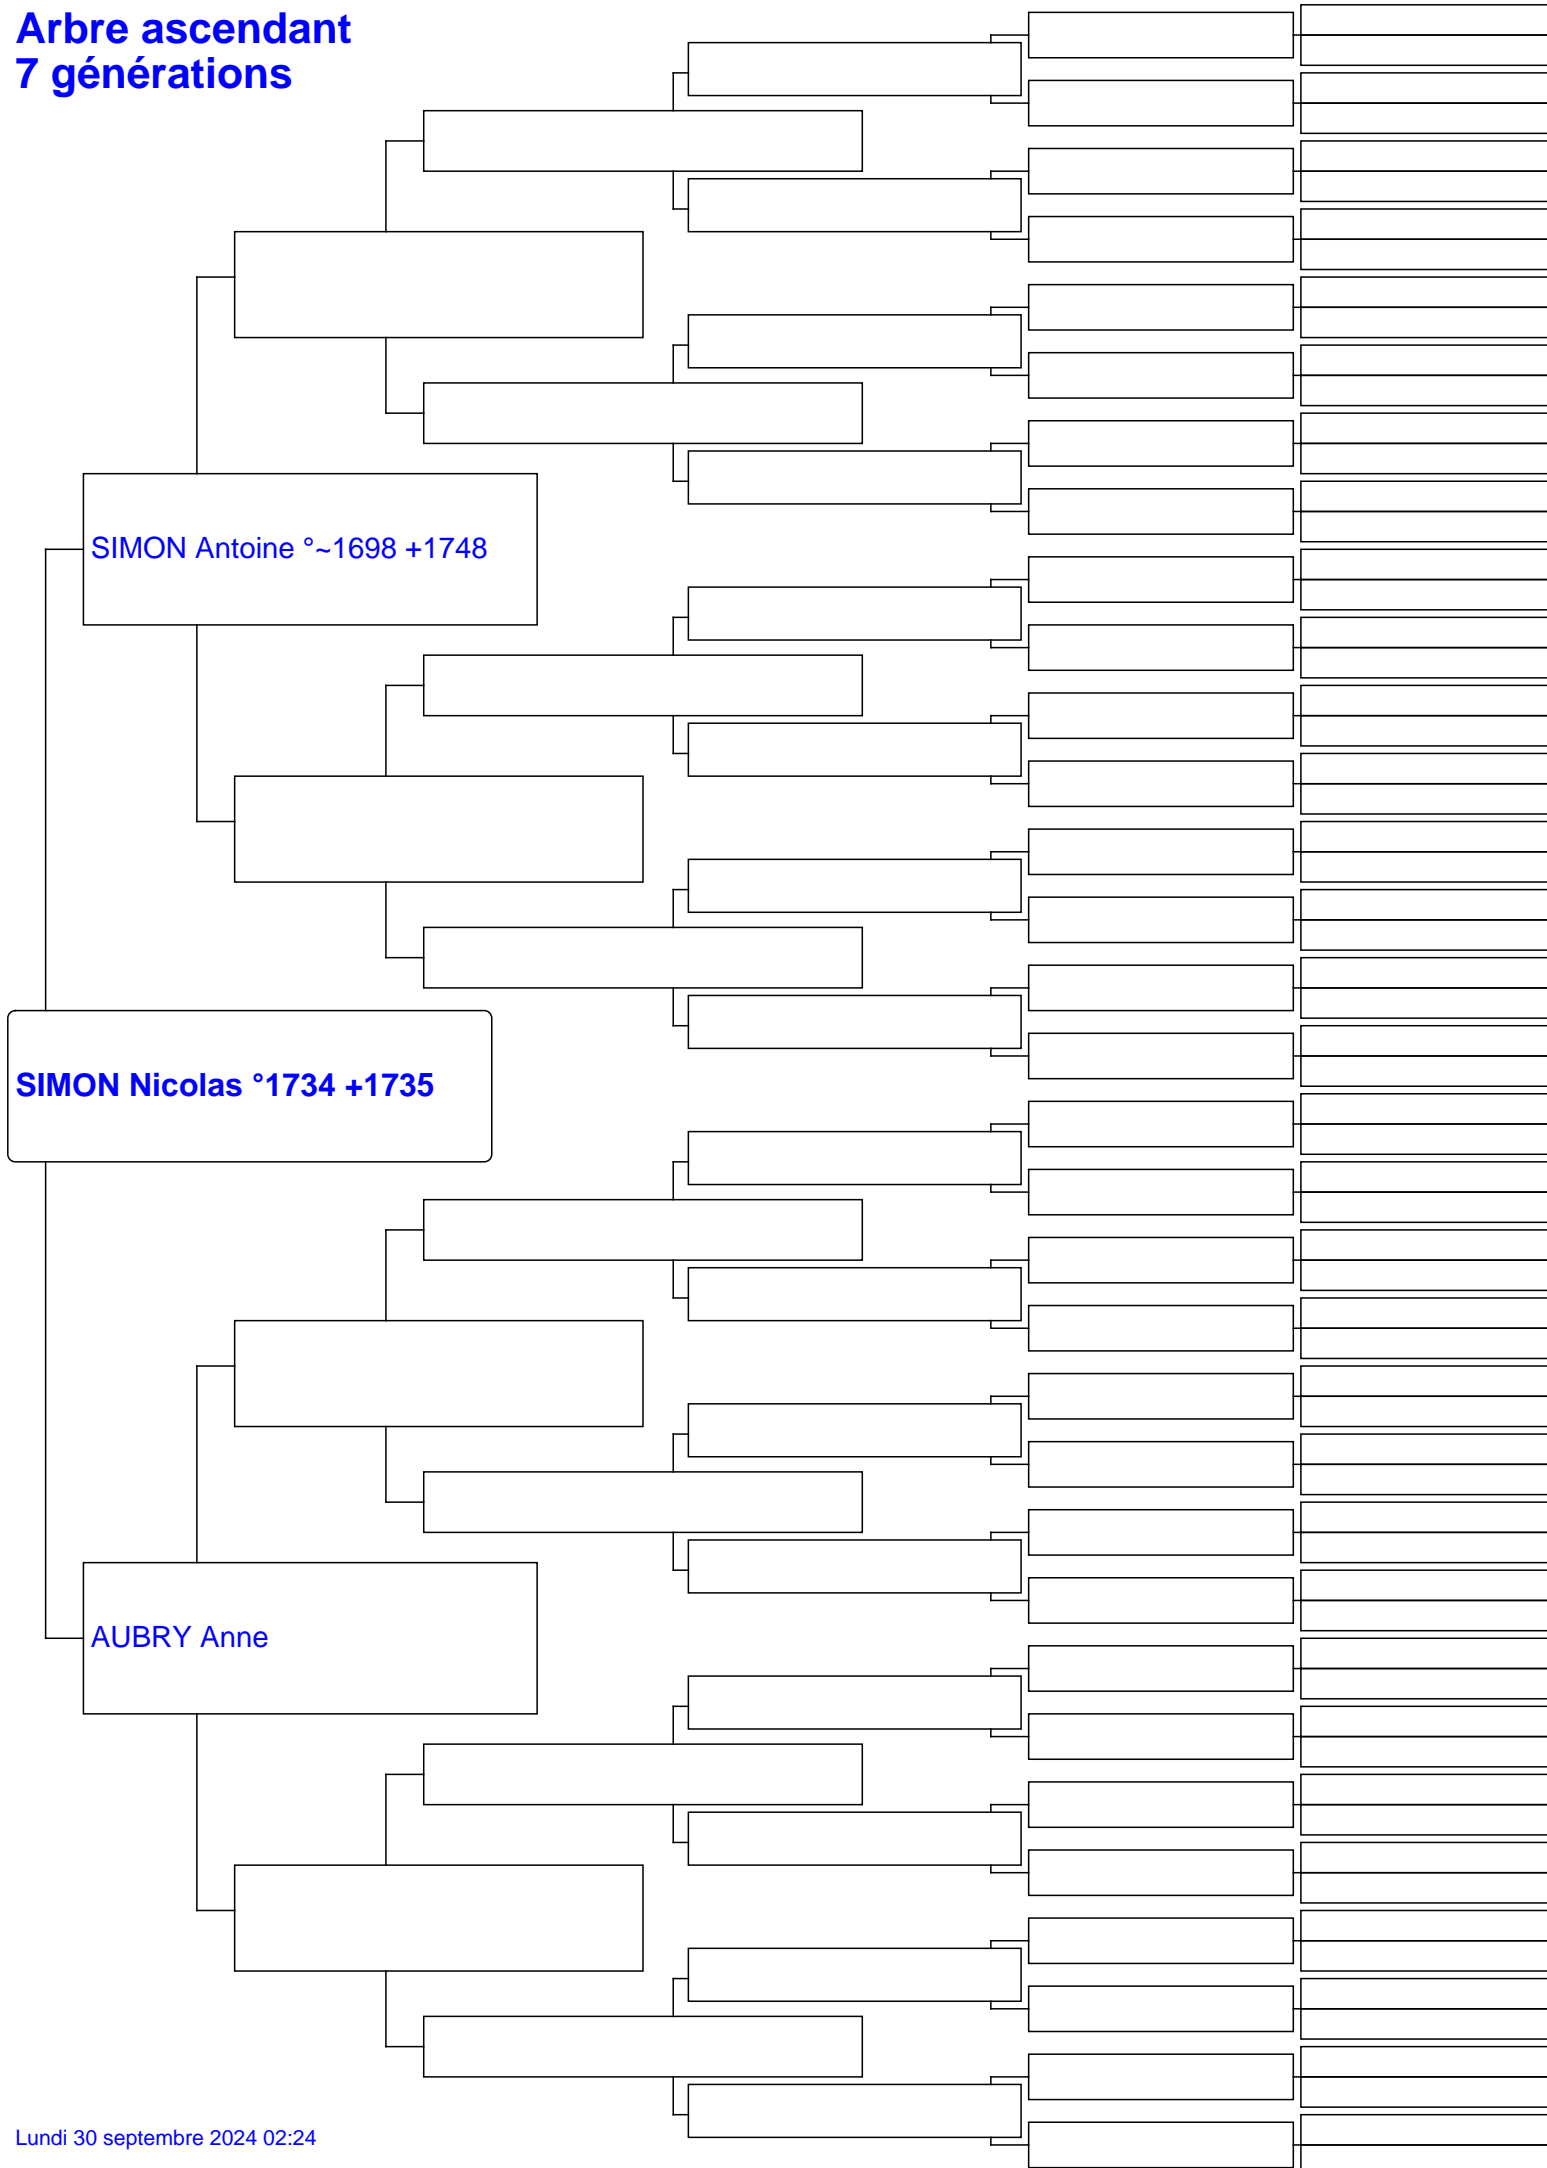 Arbre ascendant
7 générations
SIMON Antoine °~1698 +1748
SIMON Nicolas °1734 +1735
AUBRY Anne
Lundi 30 septembre 2024 02:24